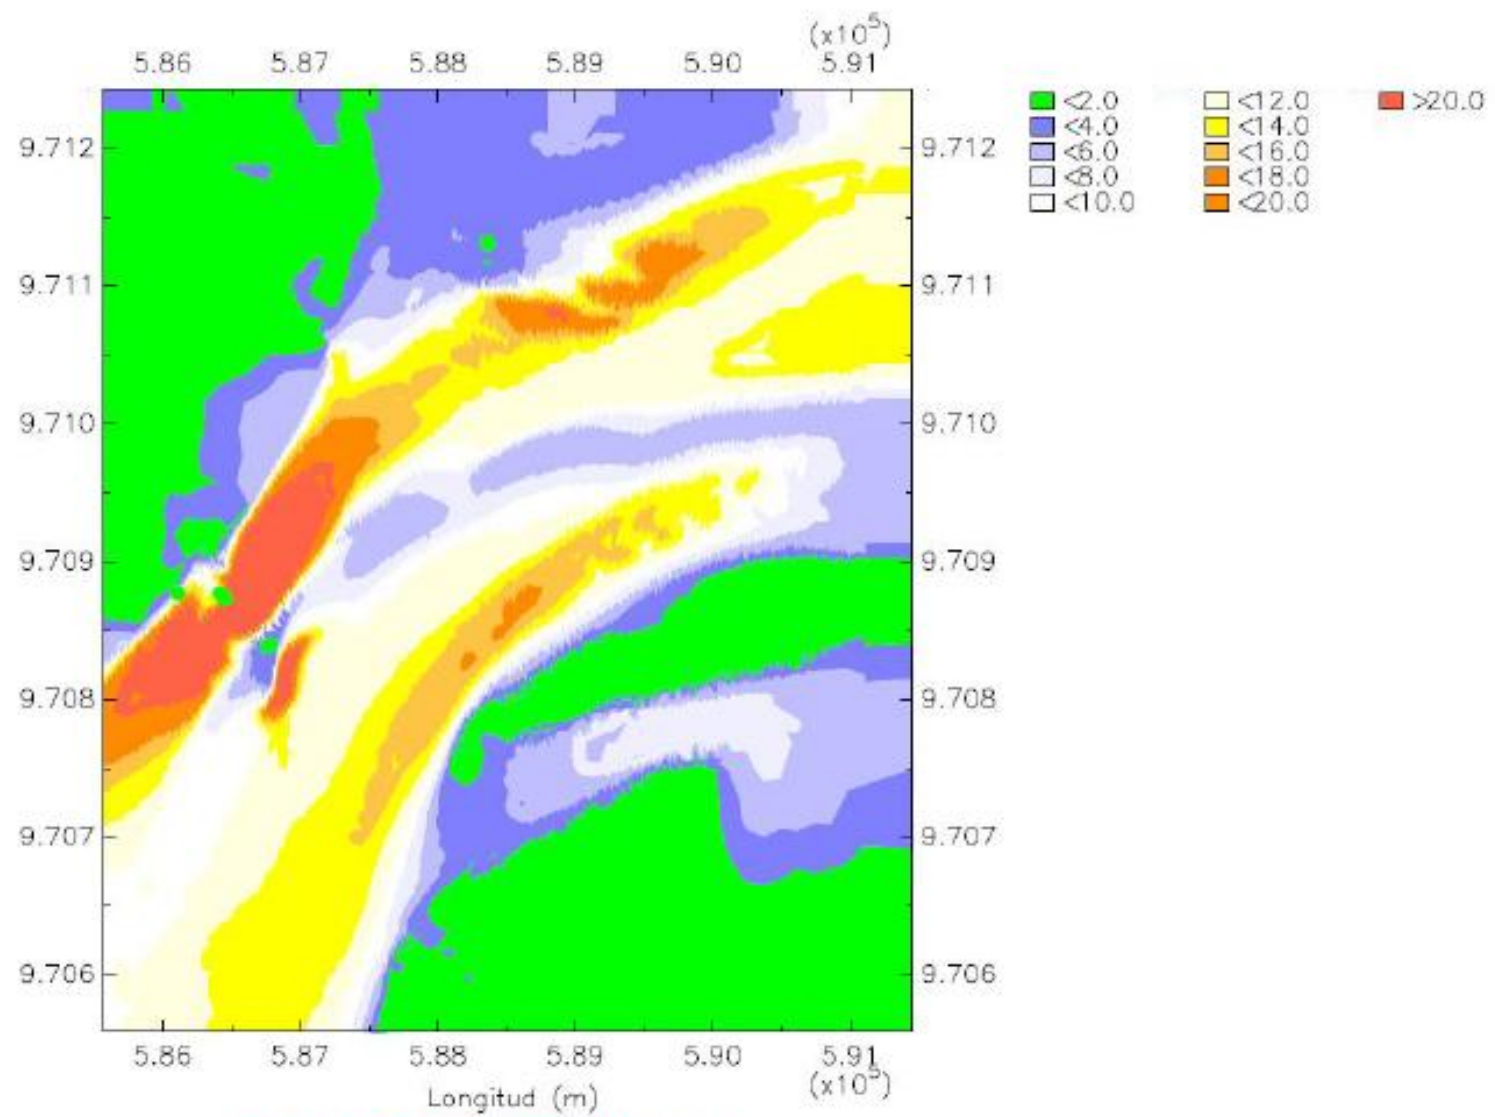 (x10⁵)
5.86 5.87 5.88 5.89 5.90 5.91
<2.0 <12.0 >20.0
<4.0 <14.0
<6.0 <16.0
<8.0 <18.0
<10.0 <20.0
9.712 9.712
9.711 9.711
9.710 9.710
9.709 9.709
9.708 9.708
9.707 9.707
9.706 9.706
5.86 5.87 5.88 5.89 5.90 5.91
Longitud (m) (x10⁵)